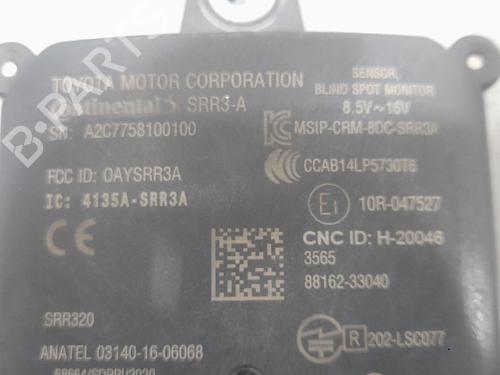 TOYOTA MOTOR CORPORATION
Continental SRR3-A
SN: A2C7758100100
FCC ID: OAYSRR3A
IC: 4135A-SRR3A
CE
SRR320
ANATEL 03140-16-06068
SENSOR,
BLIND SPOT MONITOR
8.5V~16V
MSIP-CRM-8DC-SRR3A
CCAB14LP5730T6
E1 10R-047527
CNC ID: H-20046
3565
88162-33040
R 202-LSC077
B-PARTS